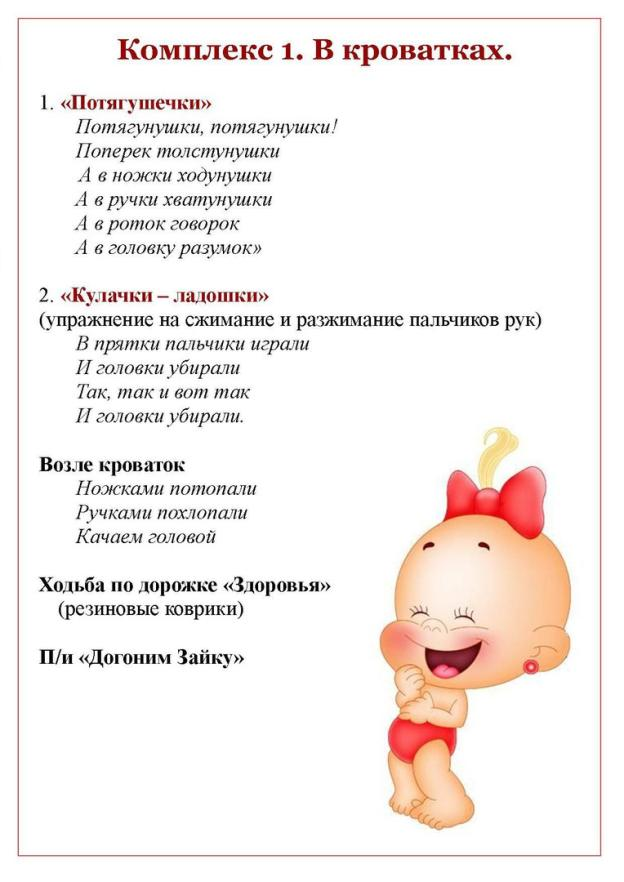 Комплекс 1. В кроватках.
1. «Потягушечки»
Потягунушки, потягунушки!
Поперек толстунушки
А в ножки ходунушки
А в ручки хватунушки
А в роток говорок
А в головку разумок»
2. «Кулачки – ладошки»
(упражнение на сжимание и разжимание пальчиков рук)
В прятки пальчики играли
И головки убирали
Так, так и вот так
И головки убирали.
Возле кроваток
Ножками потопали
Ручками похлопали
Качаем головой
Ходьба по дорожке «Здоровья»
(резиновые коврики)
П/и «Догоним Зайку»